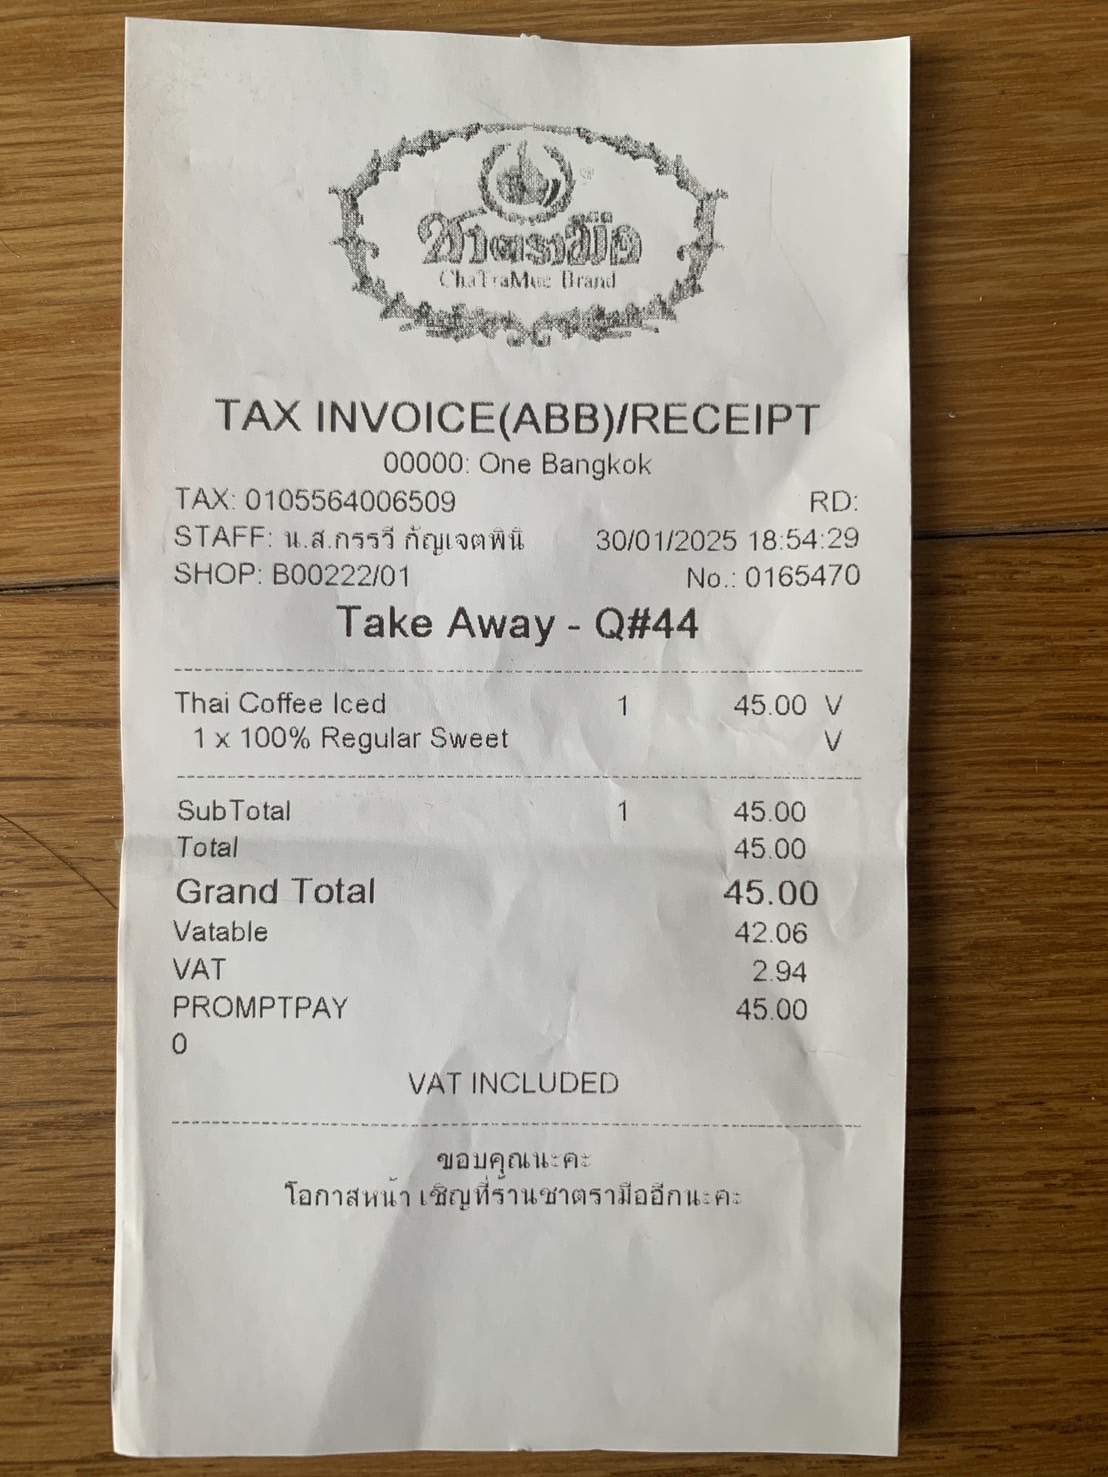 ชาตรามือ
ChaTraMue Brand
TAX INVOICE(ABB)/RECEIPT
00000: One Bangkok
TAX: 0105564006509 RD:
STAFF: น.ส.กรรวี กัญเจตพินิ 30/01/2025 18:54:29
SHOP: B00222/01 No.: 0165470
Take Away - Q#44
Thai Coffee Iced 1 45.00 V
1 x 100% Regular Sweet V
SubTotal 1 45.00
Total 45.00
Grand Total 45.00
Vatable 42.06
VAT 2.94
PROMPTPAY 45.00
0
VAT INCLUDED
ขอบคุณนะคะ
โอกาสหน้า เชิญที่ร้านชาตรามืออีกนะคะ